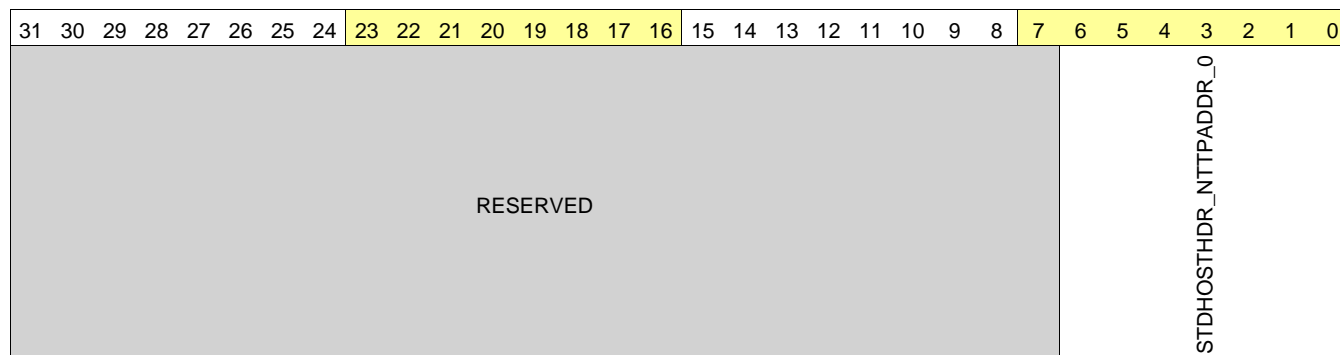 31 30 29 28 27 26 25 24 23 22 21 20 19 18 17 16 15 14 13 12 11 10 9 8 7 6 5 4 3 2 1 0
RESERVED
STDHOSTHDR_NTTPADDR_0